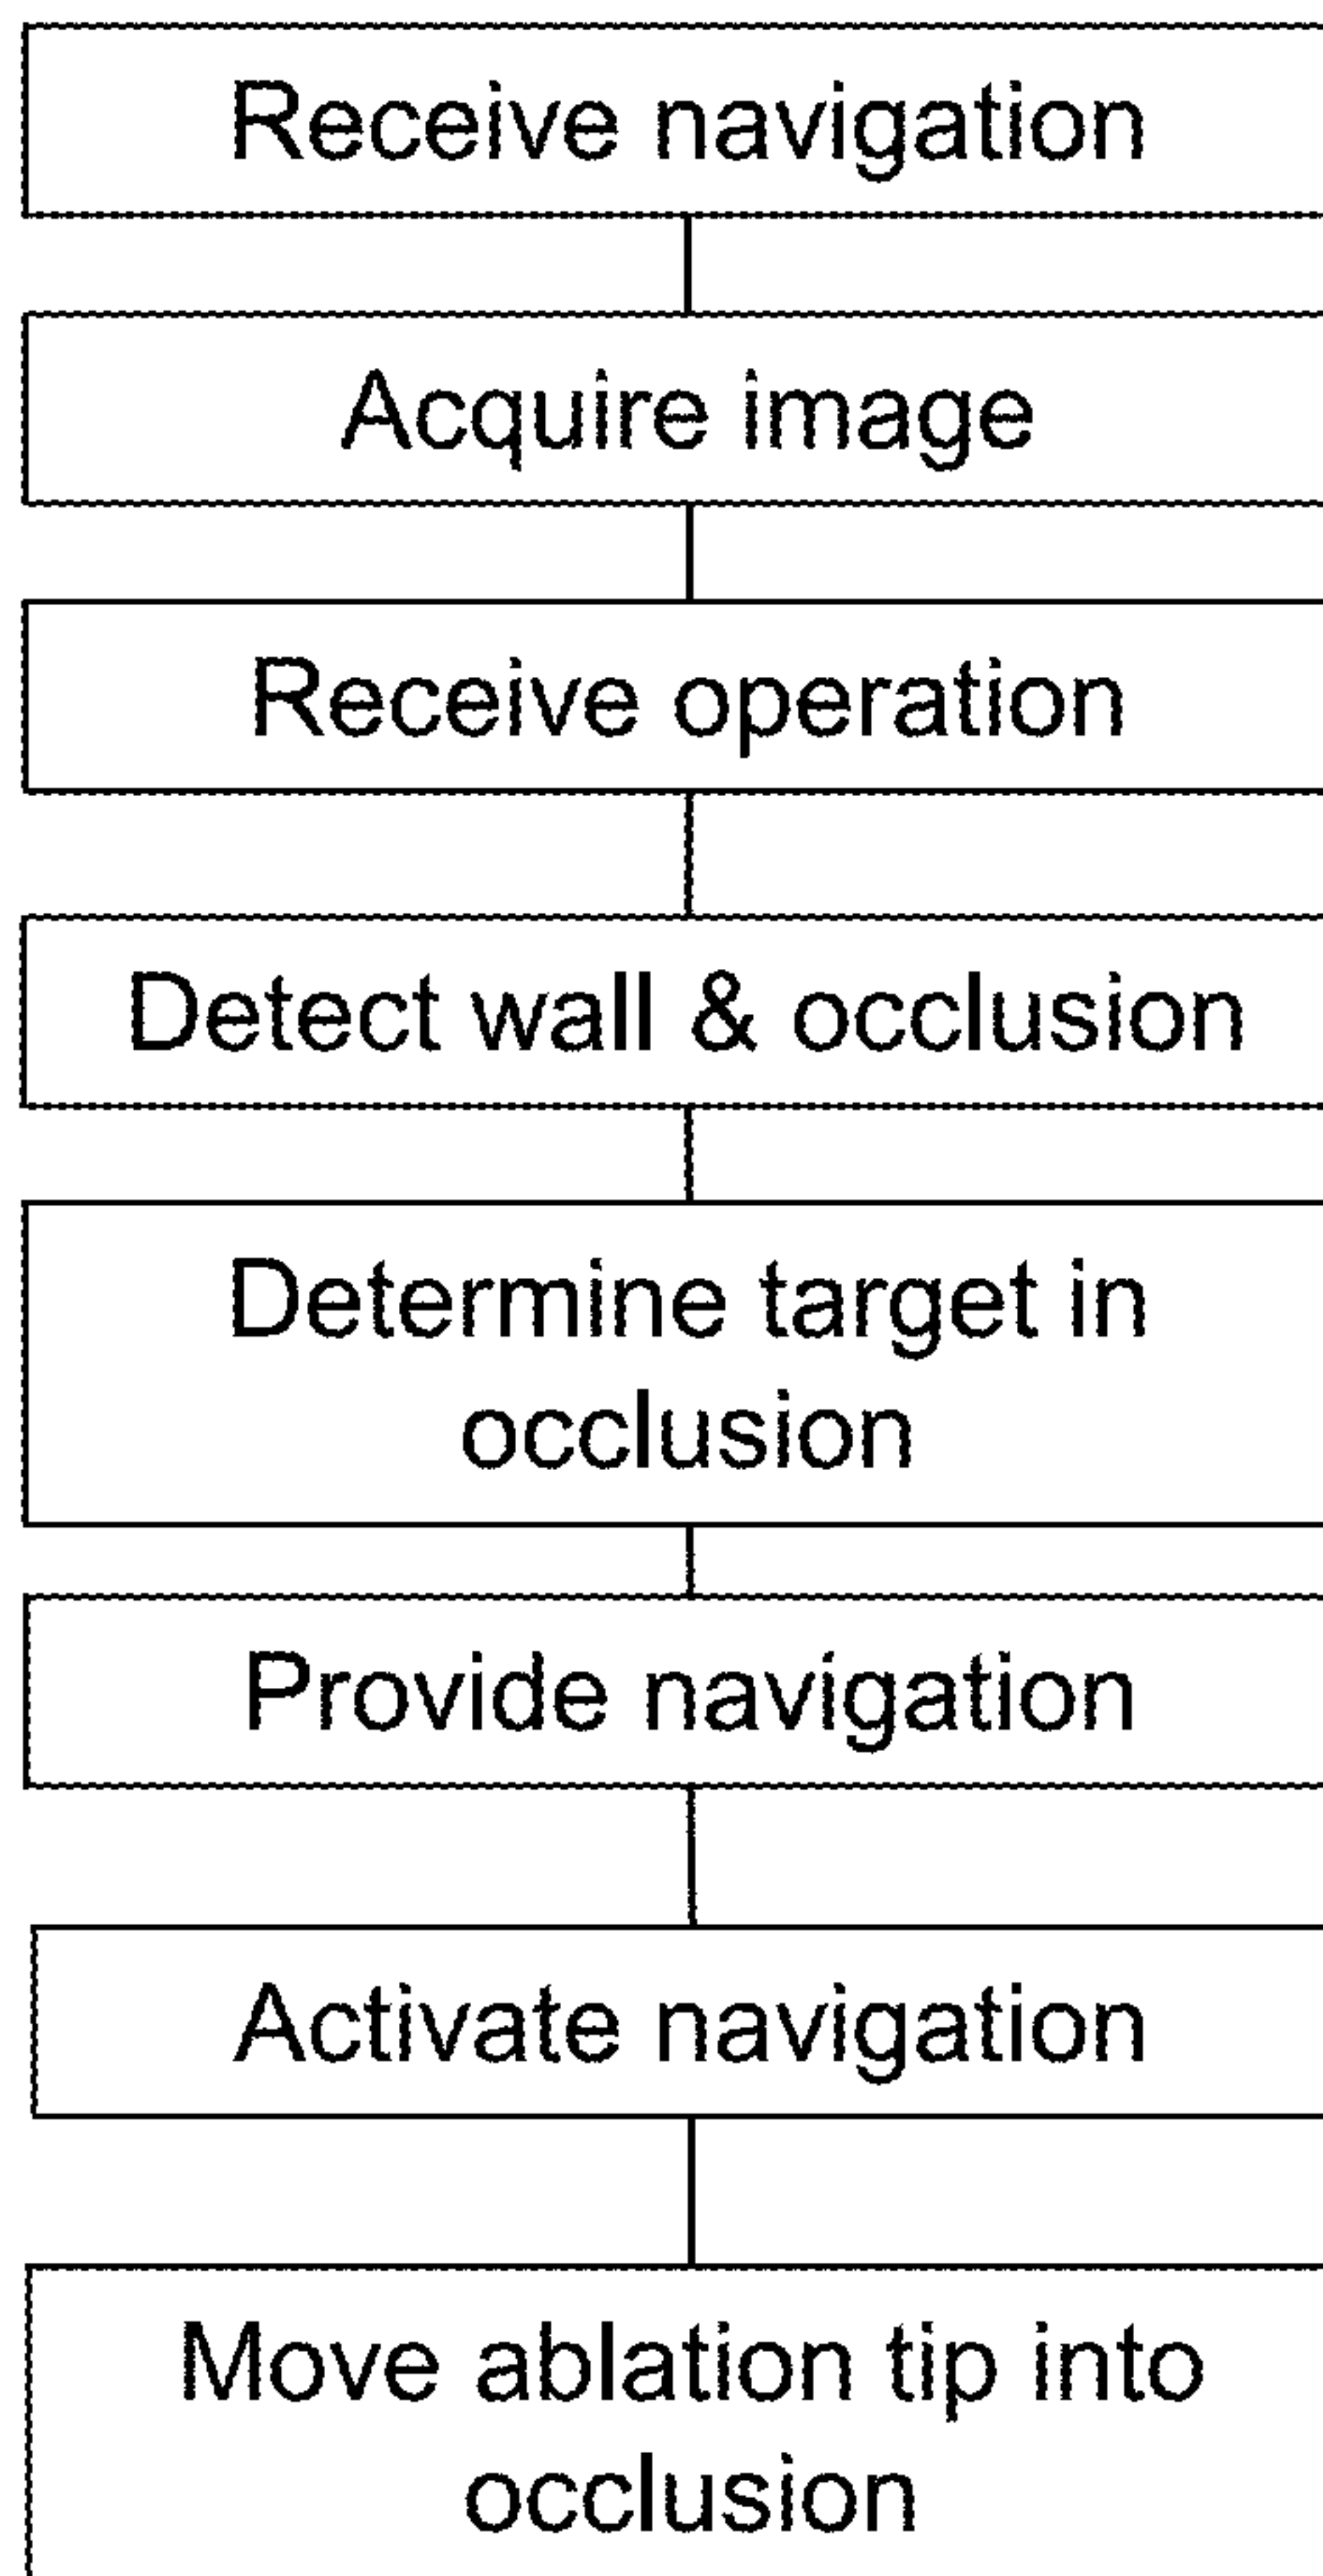 Receive navigation
Acquire image
Receive operation
Detect wall & occlusion
Determine target in
occlusion
Provide navigation
Activate navigation
Move ablation tip into
occlusion